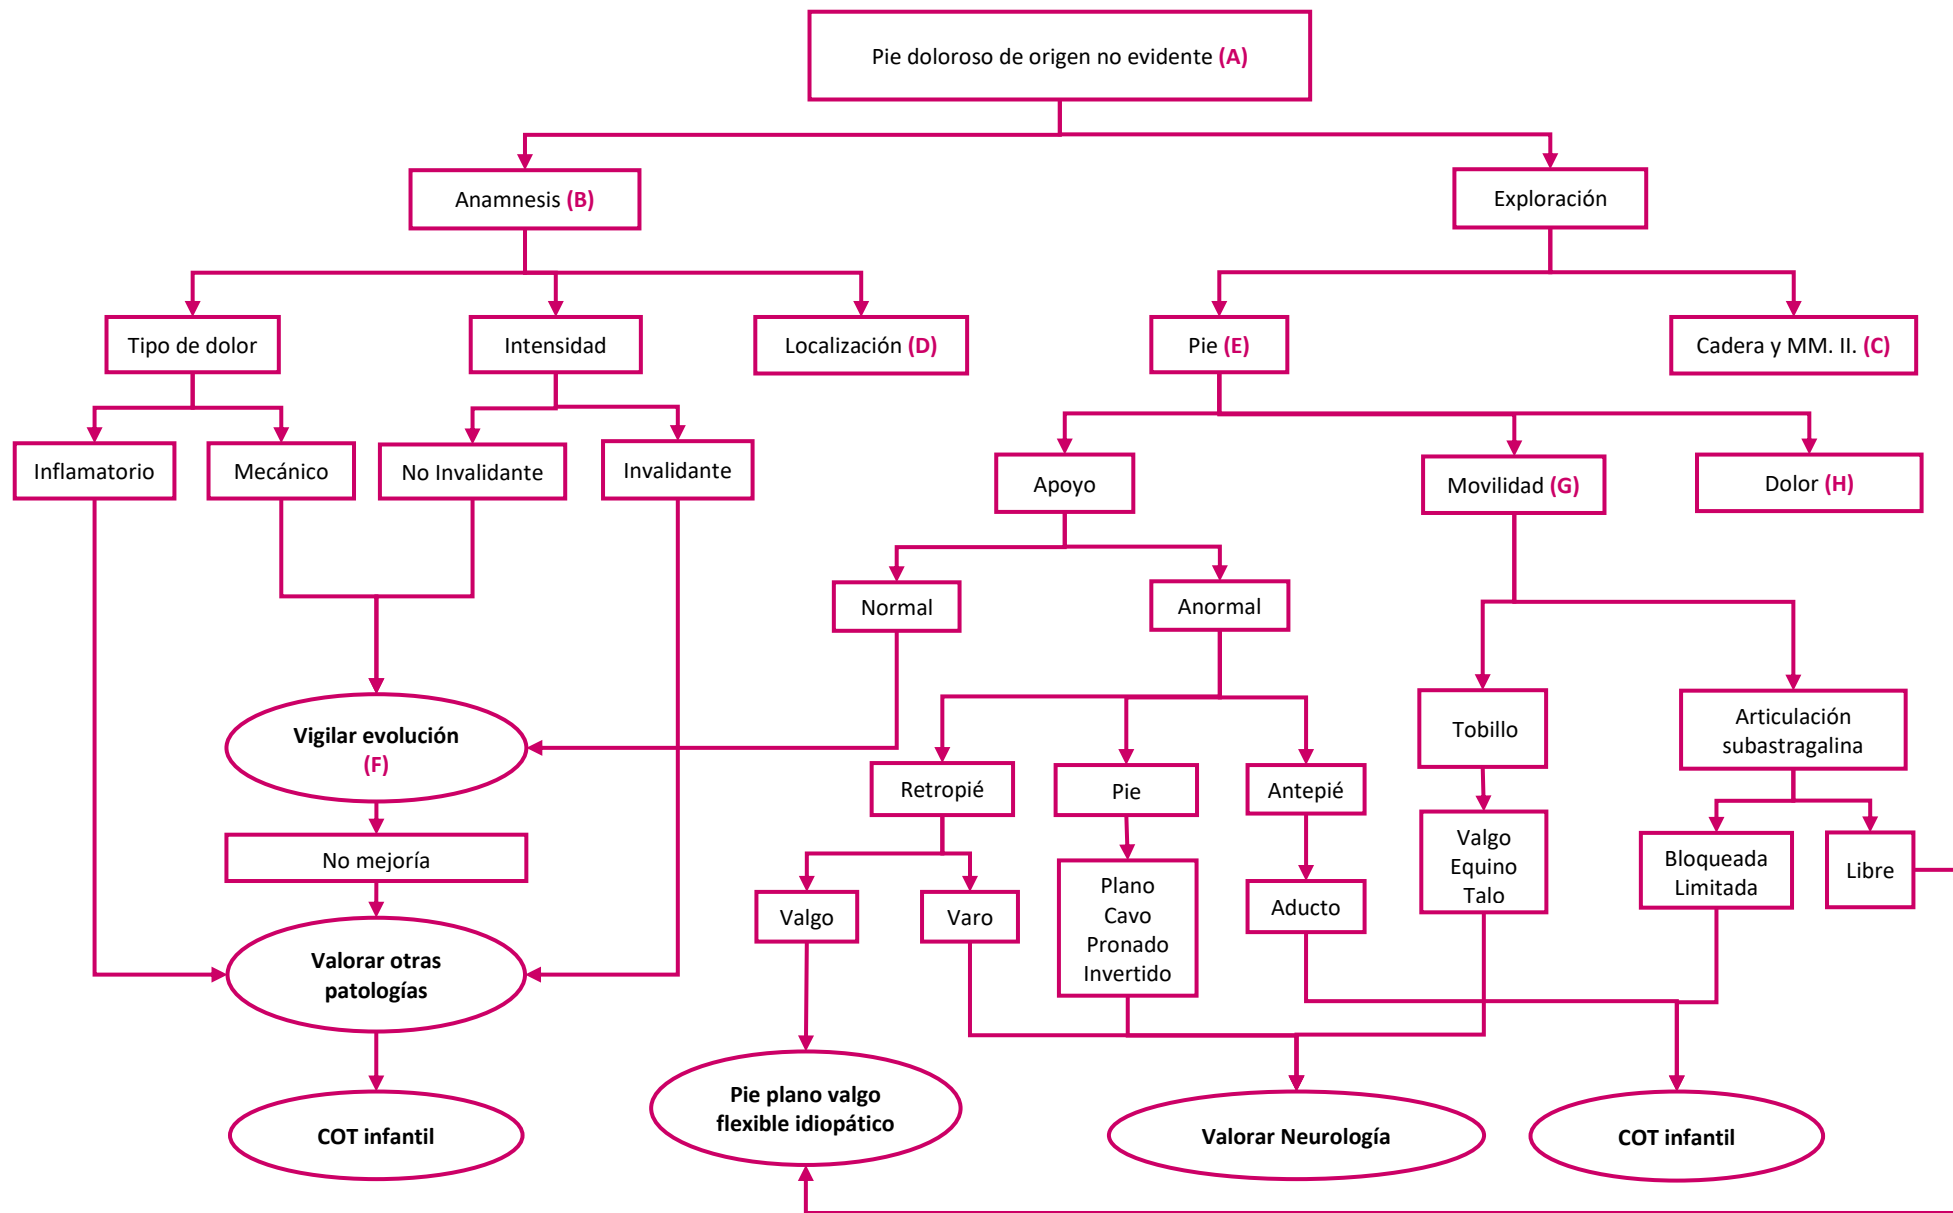 Pie doloroso de origen no evidente (A)
Anamnesis (B)
Exploración
Tipo de dolor
Intensidad
Localización (D)
Pie (E)
Cadera y MM. II. (C)
Inflamatorio
Mecánico
No Invalidante
Invalidante
Apoyo
Movilidad (G)
Dolor (H)
Normal
Anormal
Vigilar evolución
(F)
Tobillo
Articulación
subastragalina
Retropié
Pie
Antepié
No mejoría
Valgo
Equino
Talo
Bloqueada
Limitada
Libre
Valgo
Varo
Plano
Cavo
Pronado
Invertido
Aducto
Valorar otras
patologías
COT infantil
Pie plano valgo
flexible idiopático
Valorar Neurología
COT infantil